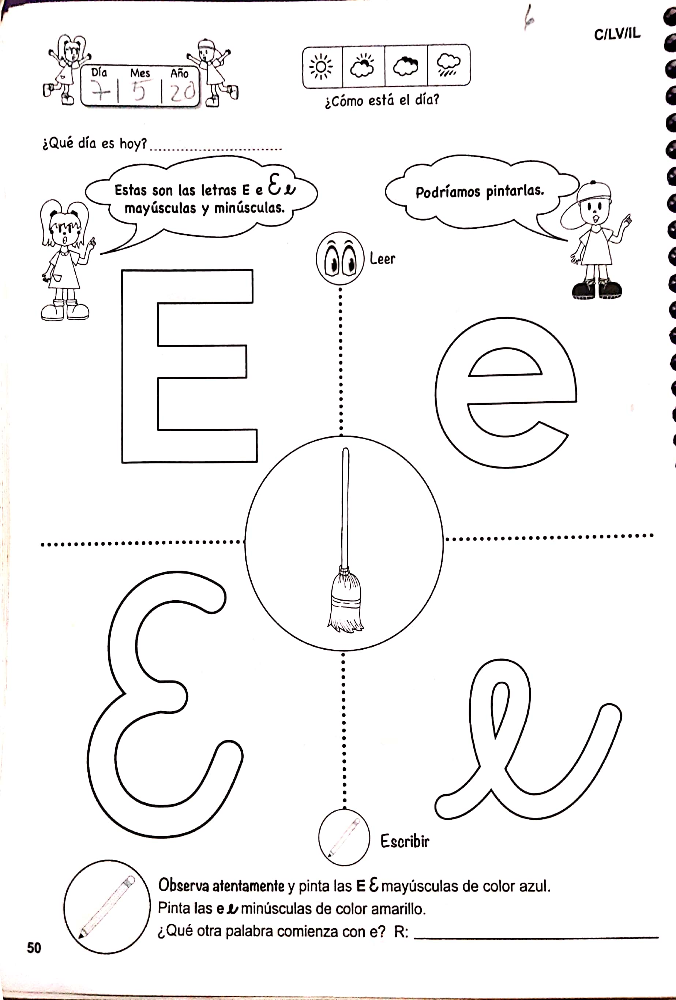 6
C/LV/IL
Día Mes Año
7 | 5 | 20
¿Cómo está el día?
¿Qué día es hoy?
Estas son las letras E e Ɛ e
mayúsculas y minúsculas.
Podríamos pintarlas.
Leer
E
e
Ɛ
e
Escribir
Observa atentamente y pinta las E Ɛ mayúsculas de color azul.
Pinta las e e minúsculas de color amarillo.
¿Qué otra palabra comienza con e? R:
50